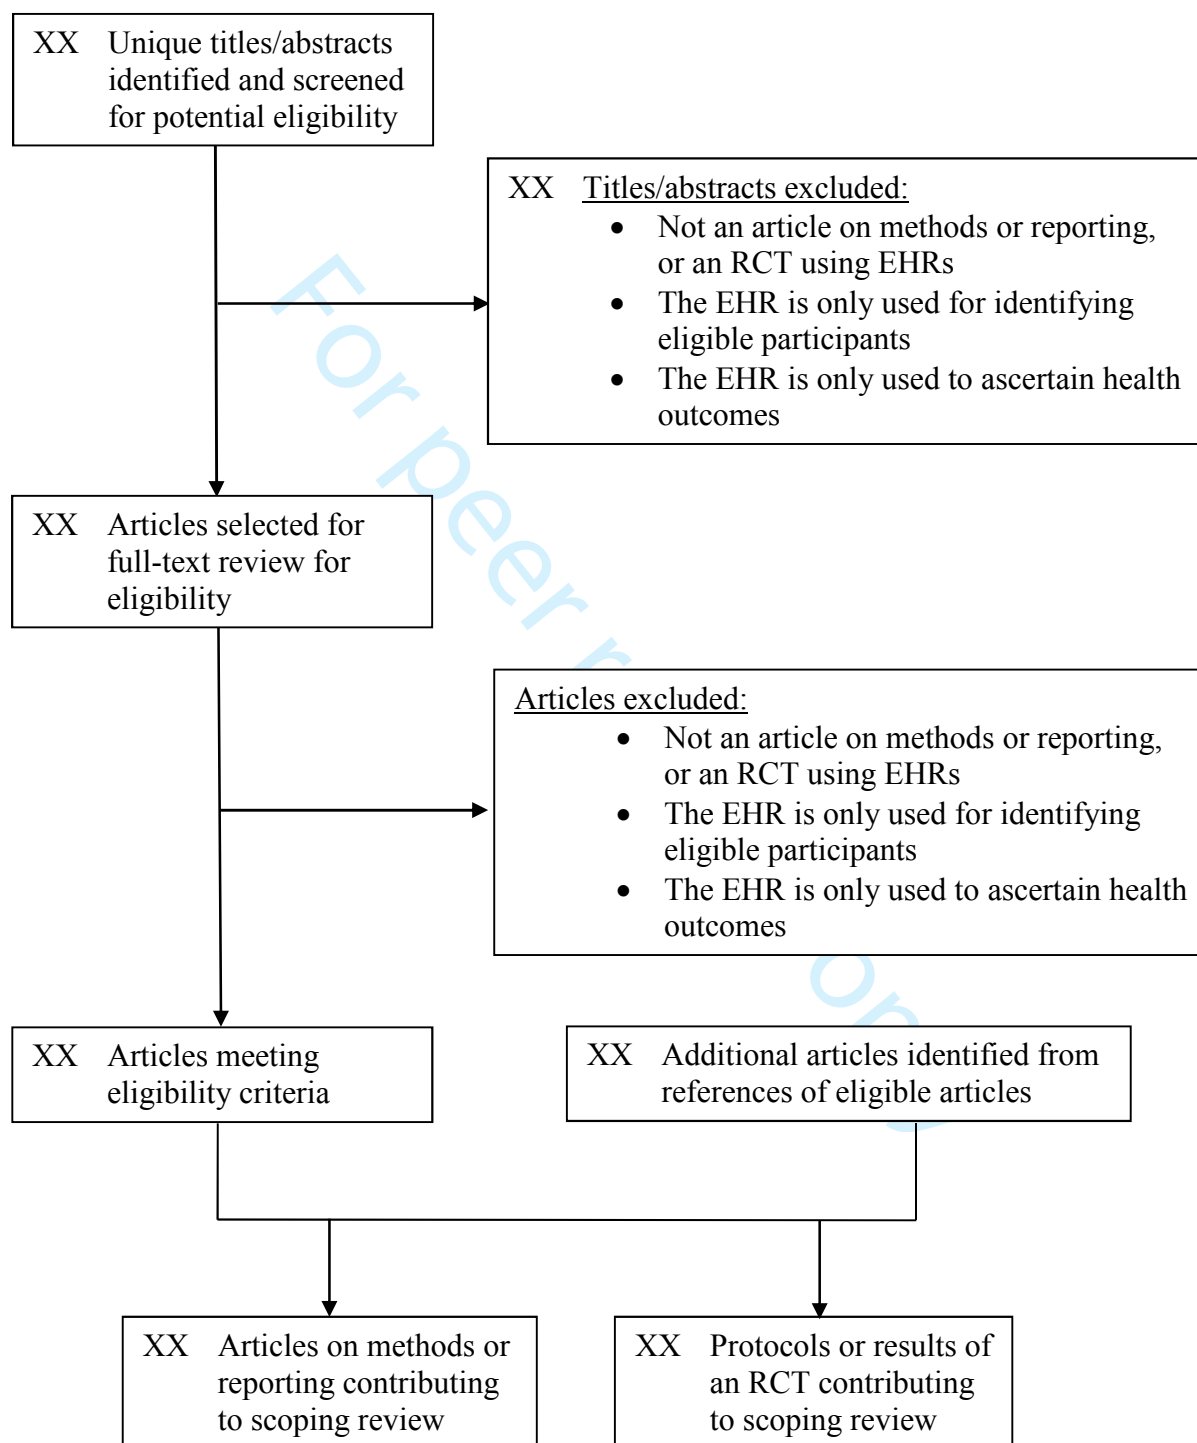 XX Unique titles/abstracts
identified and screened
for potential eligibility
XX Titles/abstracts excluded:
• Not an article on methods or reporting,
or an RCT using EHRs
• The EHR is only used for identifying
eligible participants
• The EHR is only used to ascertain health
outcomes
XX Articles selected for
full-text review for
eligibility
Articles excluded:
• Not an article on methods or reporting,
or an RCT using EHRs
• The EHR is only used for identifying
eligible participants
• The EHR is only used to ascertain health
outcomes
XX Articles meeting
eligibility criteria
XX Additional articles identified from
references of eligible articles
XX Articles on methods or
reporting contributing
to scoping review
XX Protocols or results of
an RCT contributing
to scoping review
For peer